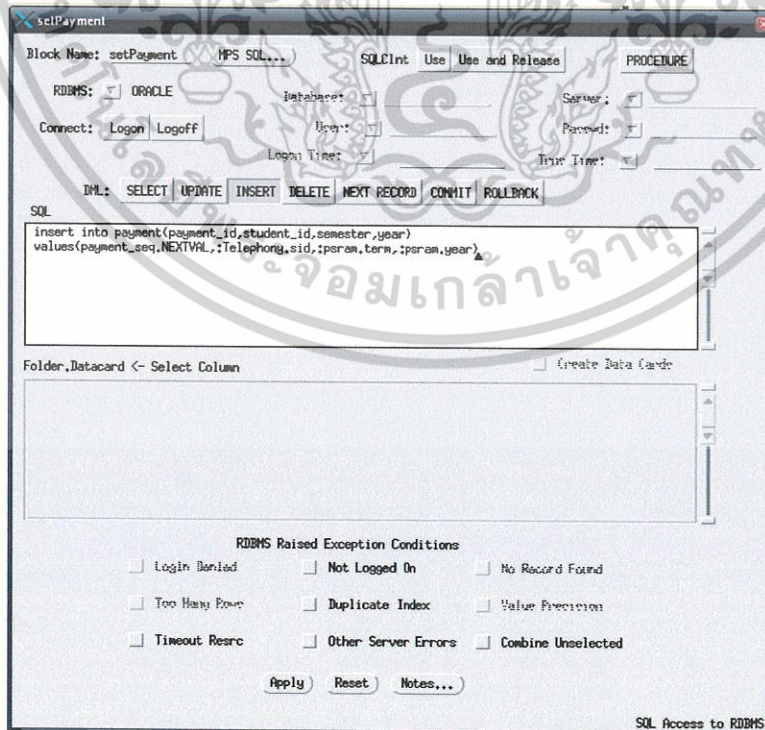 setPayment
Block Name: setPayment MPS SQL... SQLClnt Use Use and Release PROCEDURE
RDBMS: ORACLE Database: Server:
Connect: Logon Logoff User: Passwd:
Logon Time: Tran Time:
DML: SELECT UPDATE INSERT DELETE NEXT RECORD COMMIT ROLLBACK
SQL
insert into payment(payment_id,student_id,semester,year)
values(payment_seq.NEXTVAL,:Telephony.sid,:psram.term,:psram.year)
Folder.Datacard <- Select Column Create Data Cards
RDBMS Raised Exception Conditions
Login Denied Not Logged On No Record Found
Too Many Rows Duplicate Index Value Precision
Timeout Resrc Other Server Errors Combine Unselected
Apply Reset Notes...
SQL Access to RDBMS